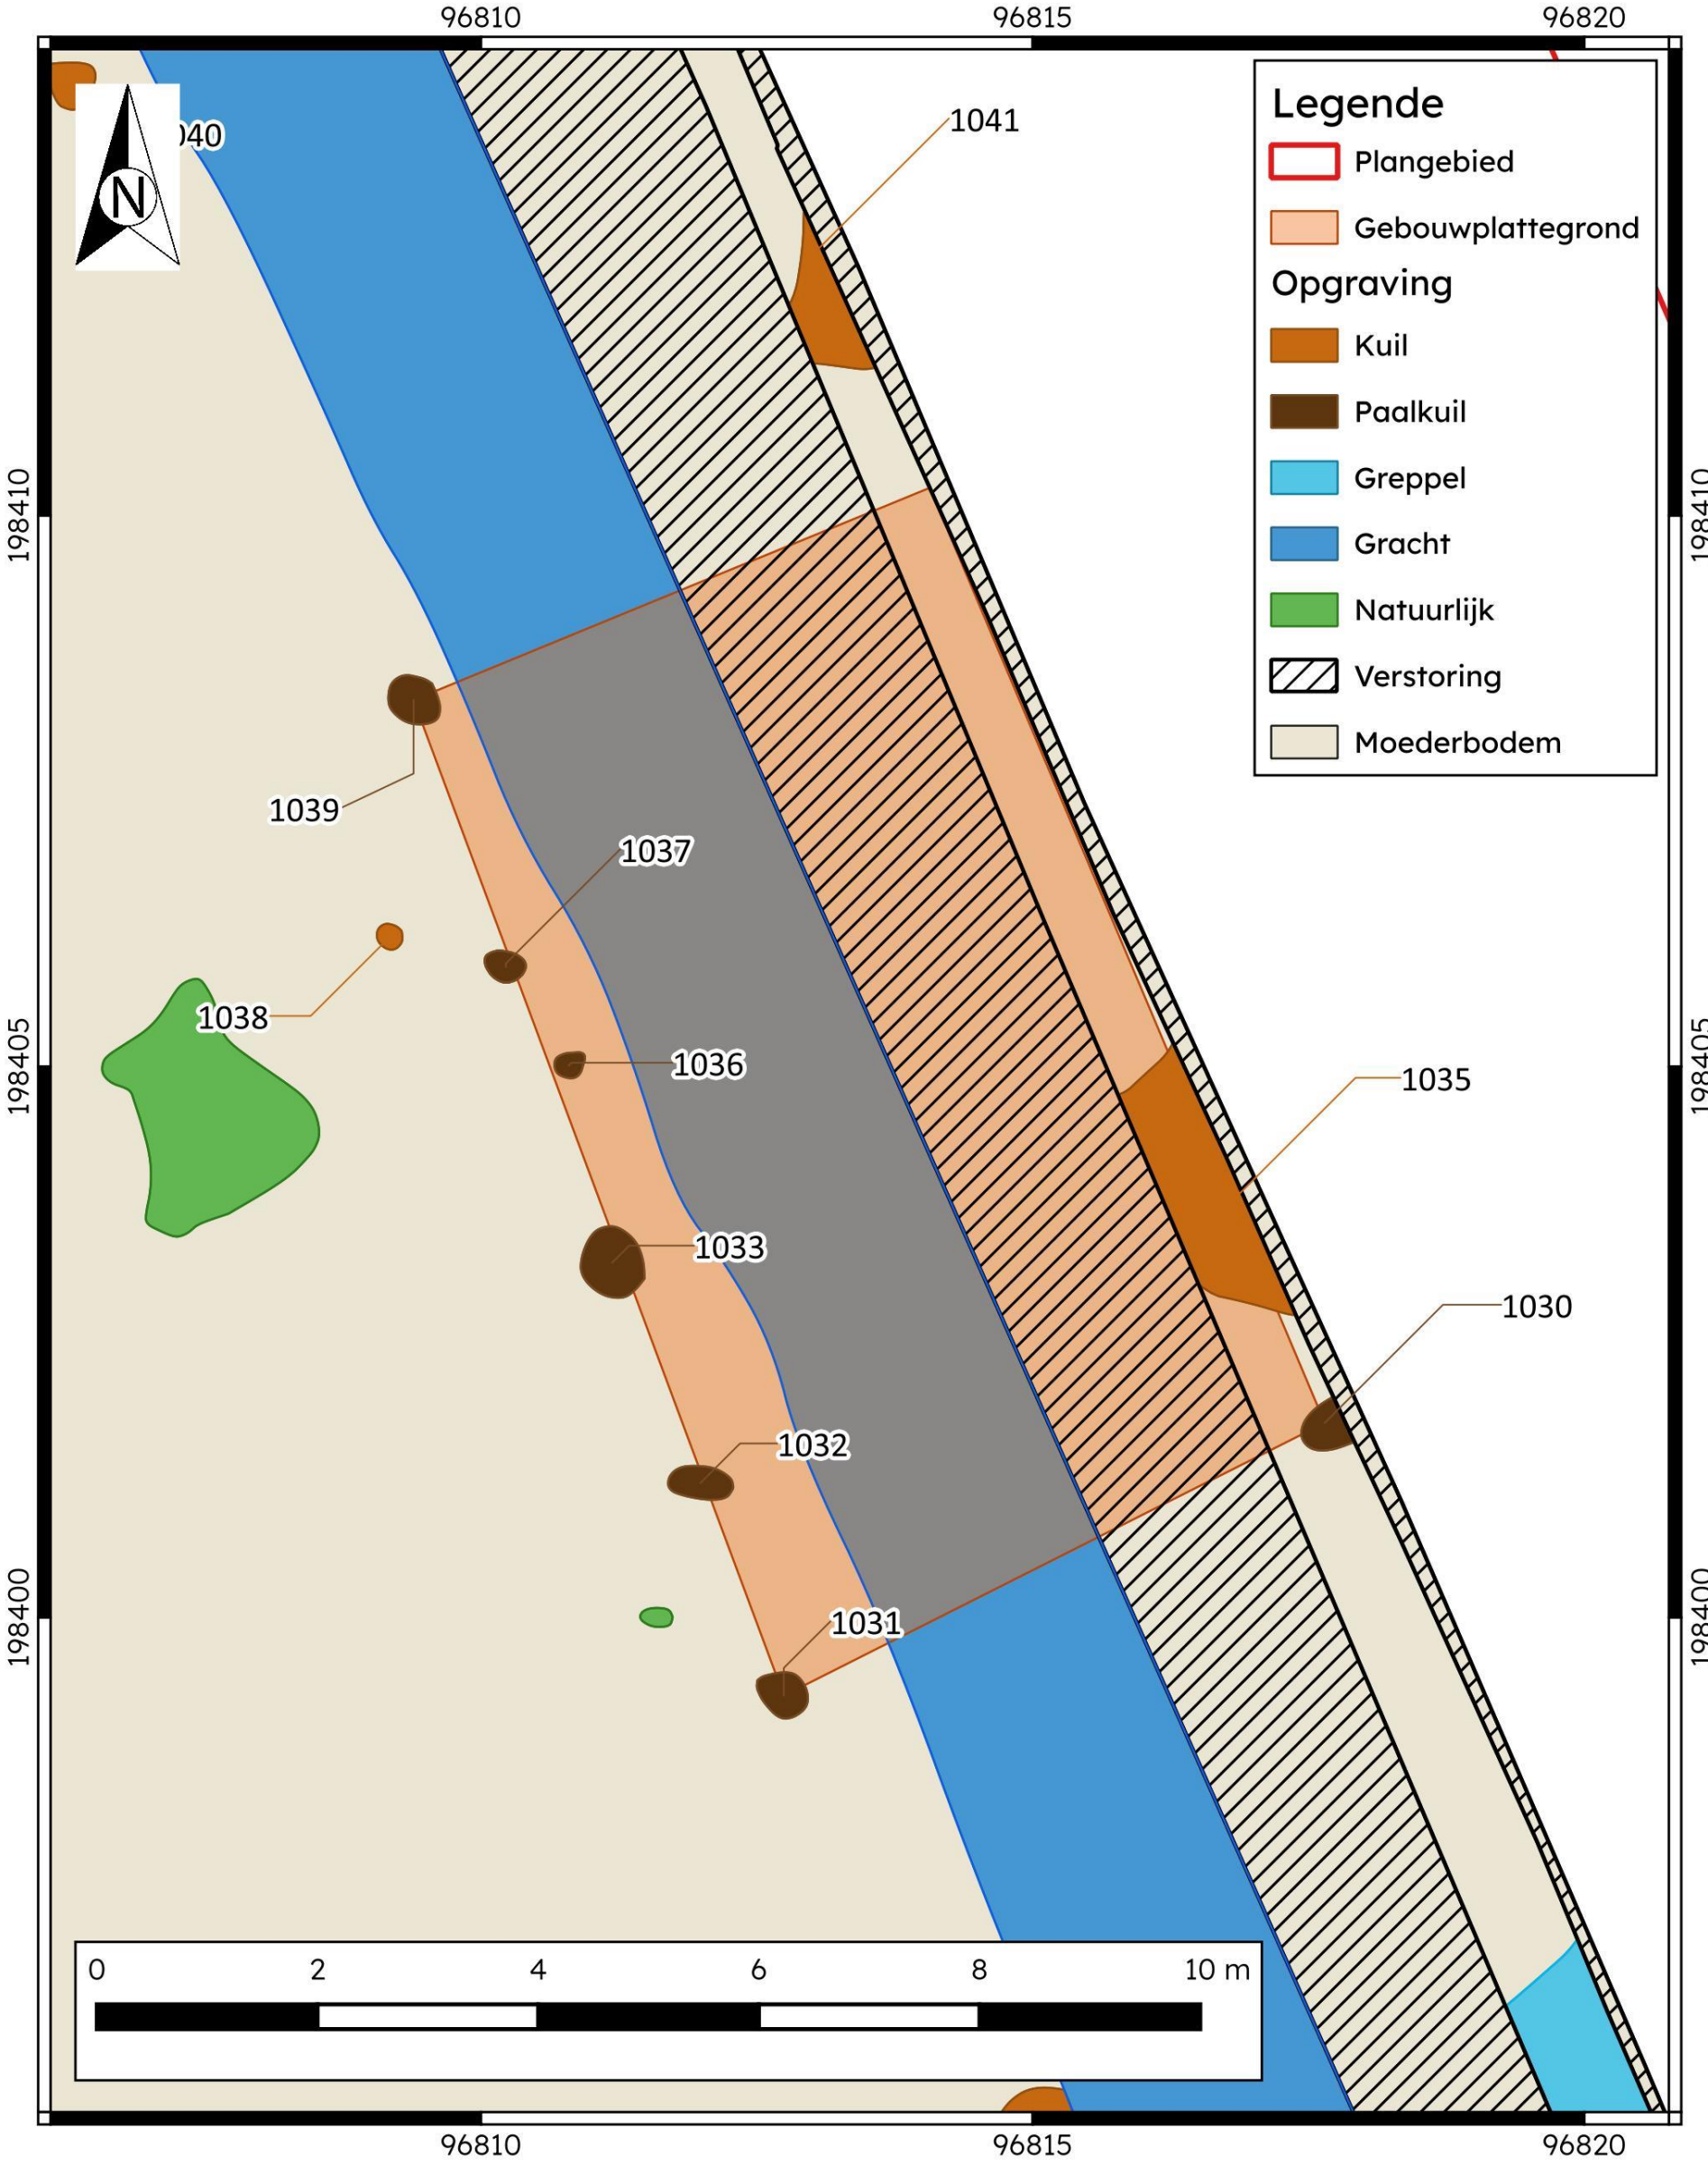 96810 96815 96820
040
N
1041
Legende
Plangebied
Gebouwplattegrond
Opgraving
Kuil
Paalkuil
Greppel
Gracht
Natuurlijk
Verstoring
Moederbodem
198410 198410
1039
1037
1038
1036
198405 198405
1035
1033
1030
1032
198400 198400
1031
0 2 4 6 8 10 m
96810 96815 96820